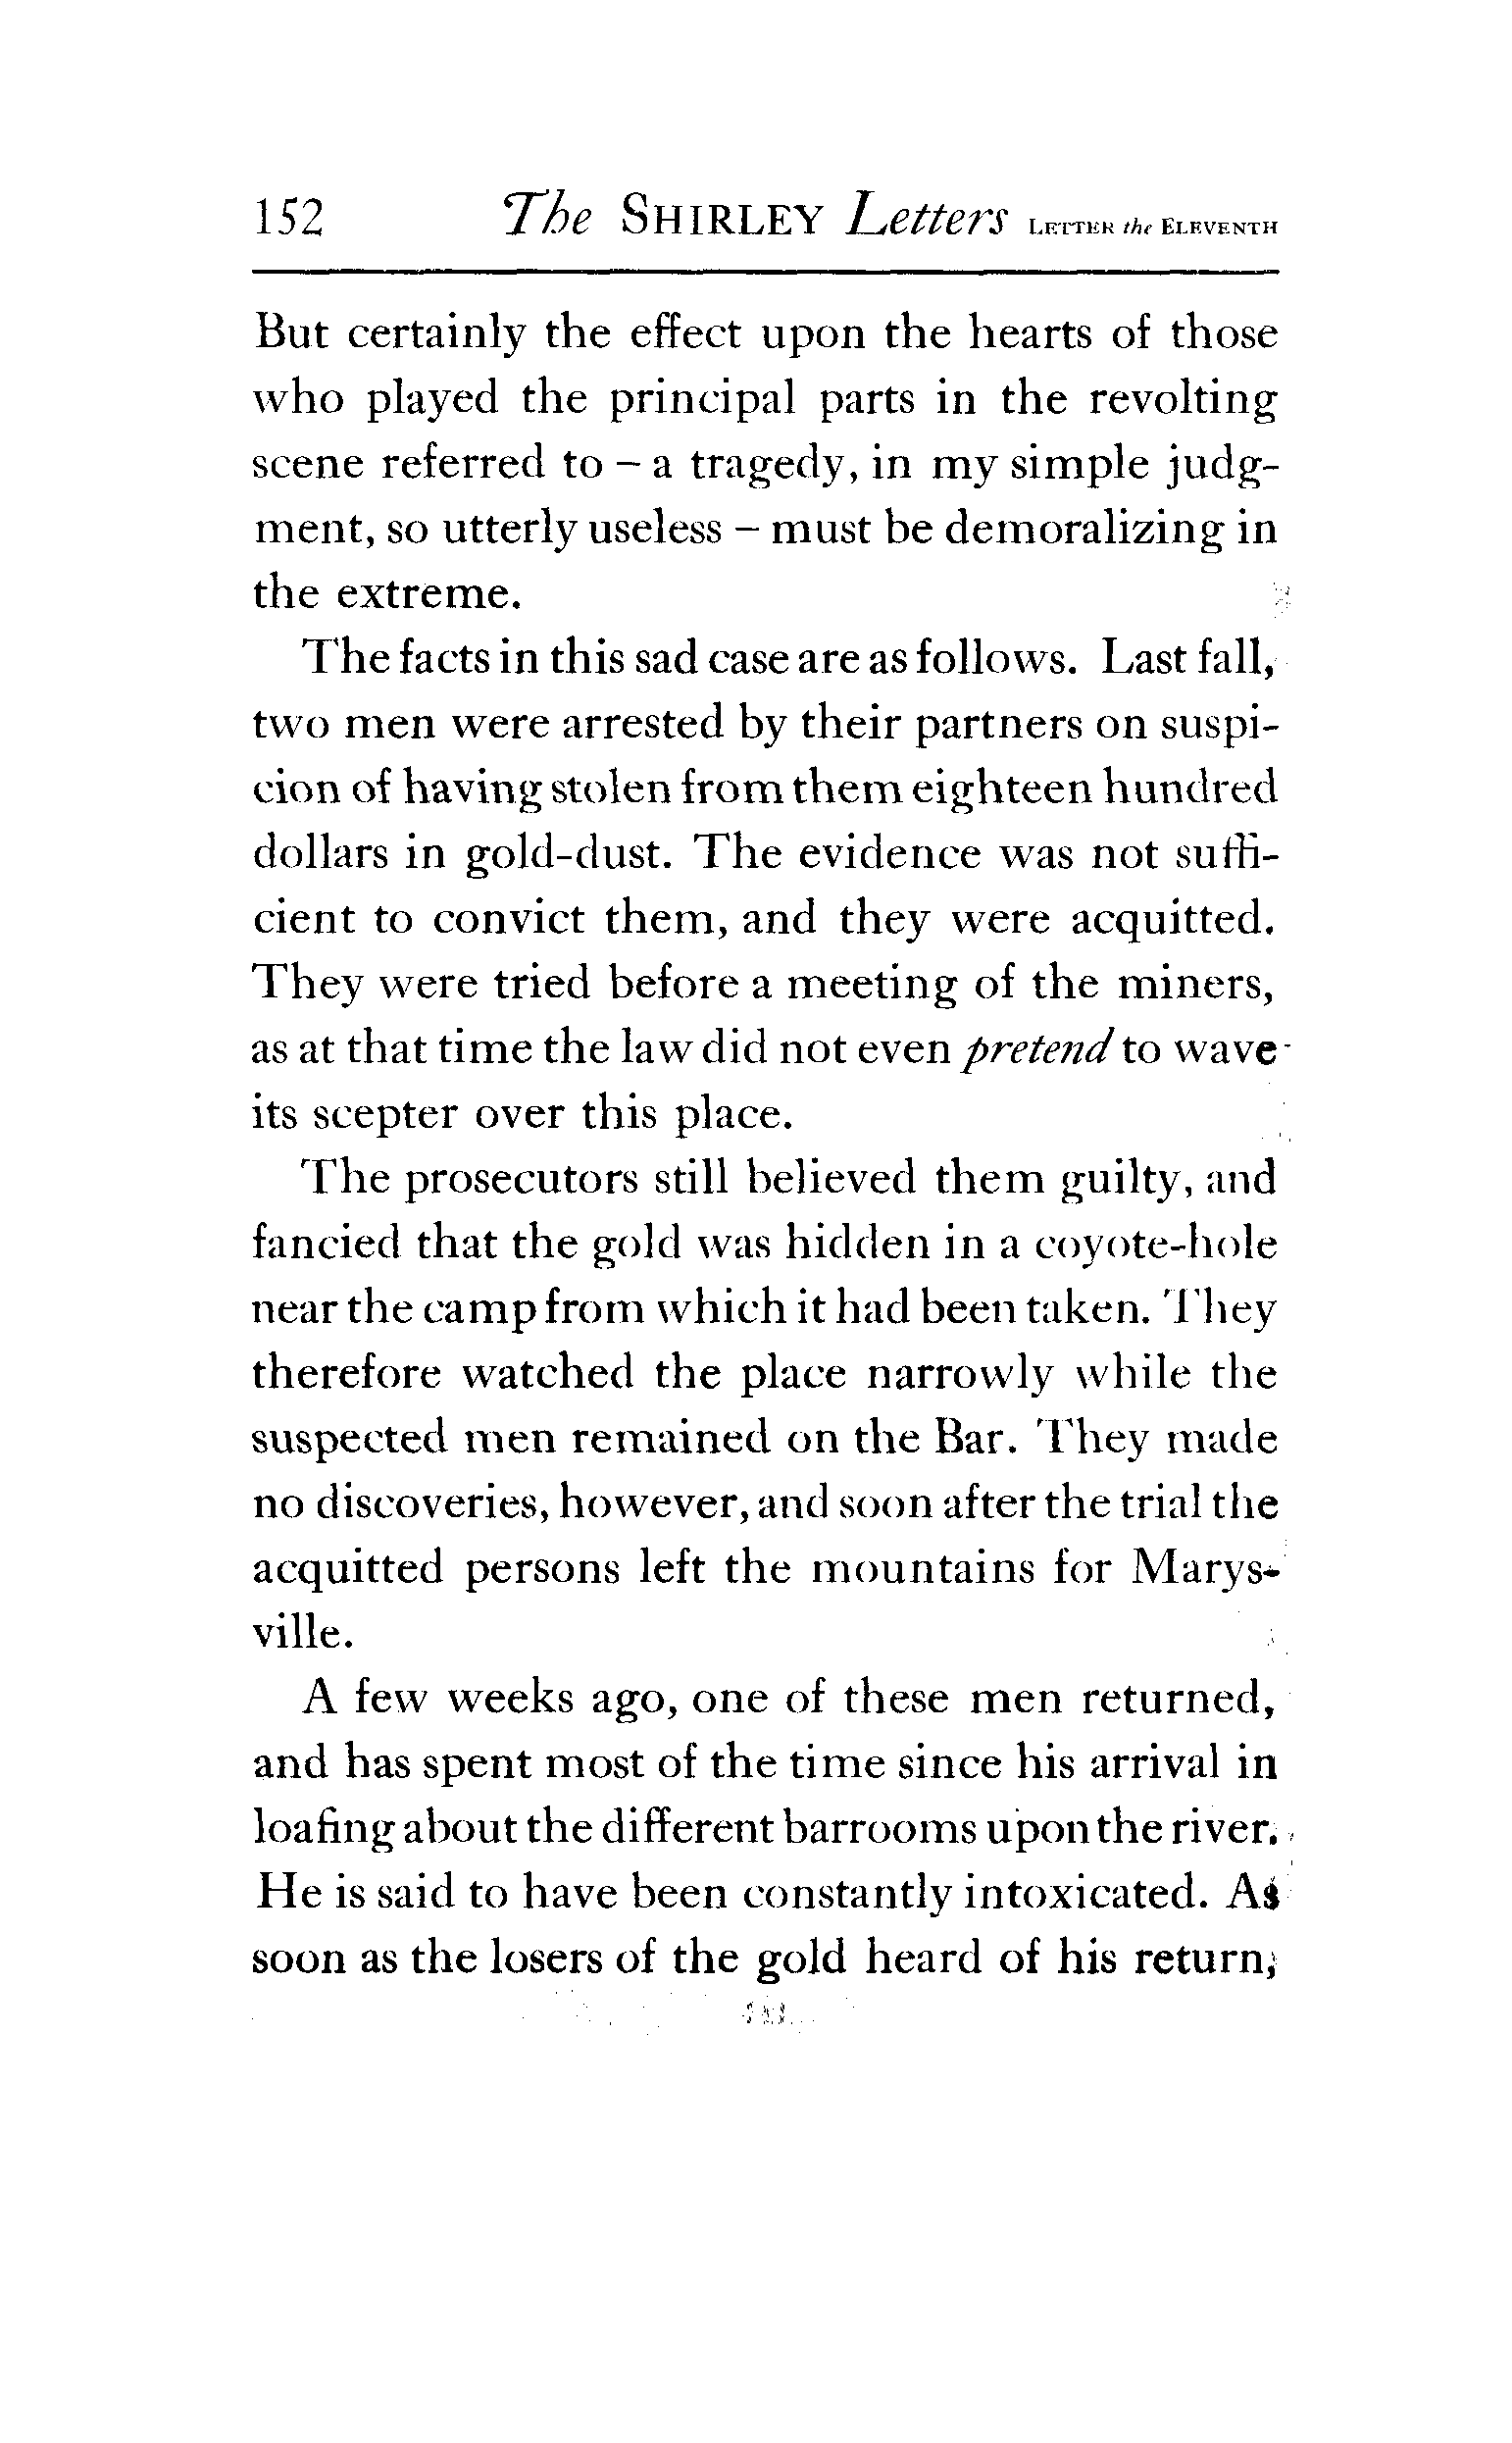 152 The SHIRLEY Letters LETTER the ELEVENTH
But certainly the effect upon the hearts of those
who played the principal parts in the revolting
scene referred to – a tragedy, in my simple judg-
ment, so utterly useless – must be demoralizing in
the extreme.
The facts in this sad case are as follows. Last fall,
two men were arrested by their partners on suspi-
cion of having stolen from them eighteen hundred
dollars in gold-dust. The evidence was not suffi-
cient to convict them, and they were acquitted.
They were tried before a meeting of the miners,
as at that time the law did not even pretend to wave
its scepter over this place.
The prosecutors still believed them guilty, and
fancied that the gold was hidden in a coyote-hole
near the camp from which it had been taken. They
therefore watched the place narrowly while the
suspected men remained on the Bar. They made
no discoveries, however, and soon after the trial the
acquitted persons left the mountains for Marys-
ville.
A few weeks ago, one of these men returned,
and has spent most of the time since his arrival in
loafing about the different barrooms upon the river.
He is said to have been constantly intoxicated. As
soon as the losers of the gold heard of his return,